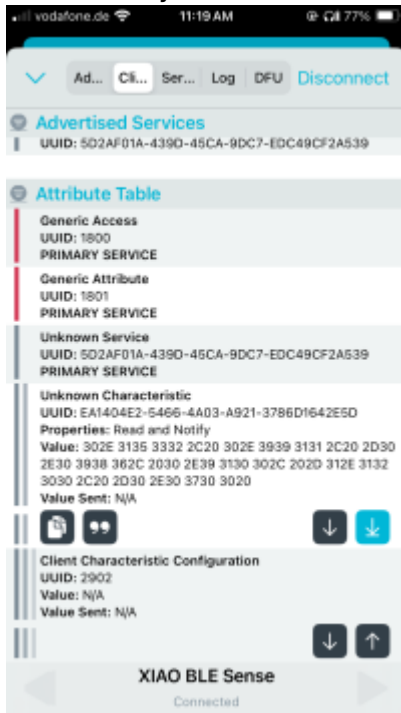 vodafone.de 11:19 AM 77%
Ad... Cli... Ser... Log DFU Disconnect
Advertised Services
UUID: 5D2AF01A-439D-45CA-9DC7-EDC49CF2A539
Attribute Table
Generic Access
UUID: 1800
PRIMARY SERVICE
Generic Attribute
UUID: 1801
PRIMARY SERVICE
Unknown Service
UUID: 5D2AF01A-439D-45CA-9DC7-EDC49CF2A539
PRIMARY SERVICE
Unknown Characteristic
UUID: EA1404E2-5466-4A03-A921-3786D1642E5D
Properties: Read and Notify
Value: 302E 3135 3332 2C20 302E 3939 3131 2C20 2D30
2E30 3938 362C 2030 2E39 3130 302C 202D 312E 3132
3030 2C20 2D30 2E30 3730 3020
Value Sent: N/A
Client Characteristic Configuration
UUID: 2902
Value: N/A
Value Sent: N/A
XIAO BLE Sense
Connected